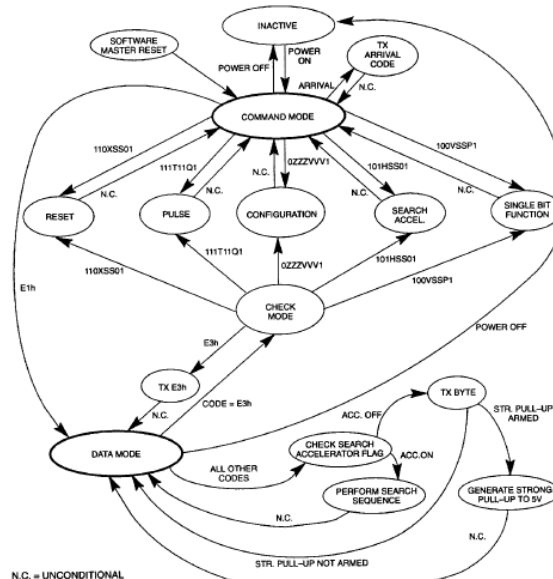 INACTIVE
SOFTWARE
MASTER RESET
TX
ARRIVAL
CODE
POWER
ON
POWER OFF
ARRIVAL
N.C.
COMMAND MODE
110XSS01
N.C.
111T11Q1
N.C.
N.C.
0ZZZVVV1
101HSS01
N.C.
100VSSP1
N.C.
RESET
PULSE
CONFIGURATION
SEARCH
ACCEL.
SINGLE BIT
FUNCTION
110XSS01
111T11Q1
0ZZZVVV1
101HSS01
100VSSP1
E1h
CHECK
MODE
E3h
POWER OFF
TX E3h
N.C.
CODE = E3h
DATA MODE
ALL OTHER
CODES
CHECK SEARCH
ACCELERATOR FLAG
ACC. OFF
TX BYTE
STR. PULL-UP
ARMED
ACC.ON
PERFORM SEARCH
SEQUENCE
GENERATE STRONG
PULL-UP TO 5V
N.C.
N.C.
STR. PULL-UP NOT ARMED
N.C. = UNCONDITIONAL